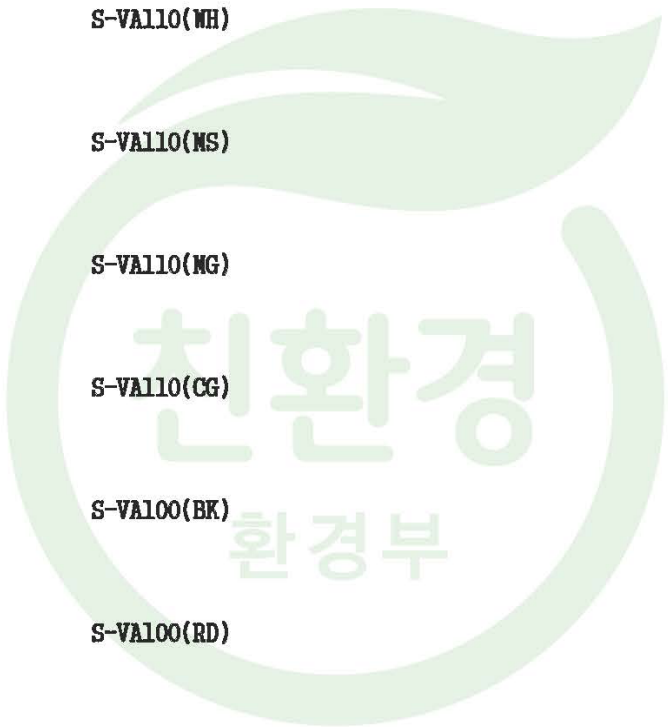 S-VA110(WH)
S-VA110(MS)
S-VA110(MG)
친환경
S-VA110(CG)
S-VA100(BK)
환경부
S-VA100(RD)